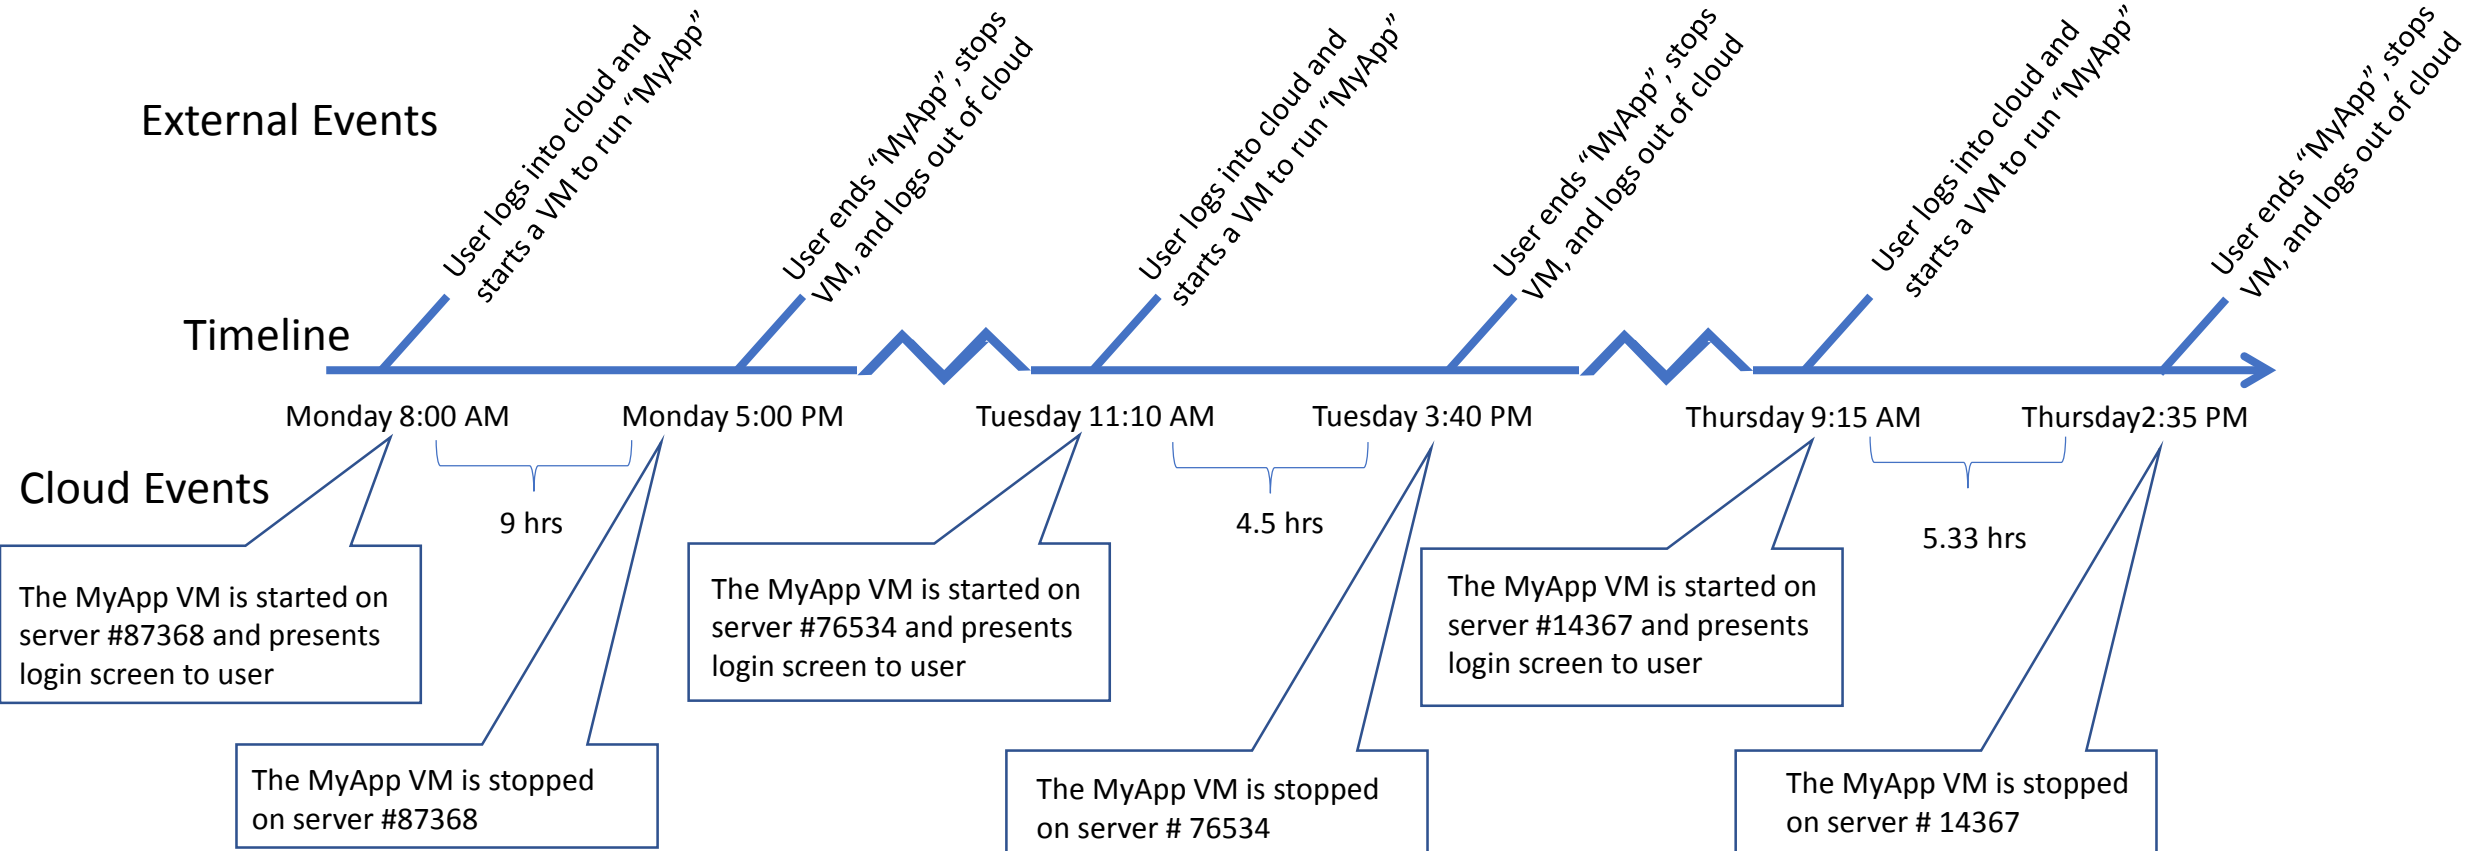 External Events
User logs into cloud and
starts a VM to run “MyApp”
User ends “MyApp”, stops
VM, and logs out of cloud
User logs into cloud and
starts a VM to run “MyApp”
User ends “MyApp”, stops
VM, and logs out of cloud
User logs into cloud and
starts a VM to run “MyApp”
User ends “MyApp”, stops
VM, and logs out of cloud
Timeline
Monday 8:00 AM
Monday 5:00 PM
Tuesday 11:10 AM
Tuesday 3:40 PM
Thursday 9:15 AM
Thursday2:35 PM
Cloud Events
9 hrs
4.5 hrs
5.33 hrs
The MyApp VM is started on
server #87368 and presents
login screen to user
The MyApp VM is started on
server #76534 and presents
login screen to user
The MyApp VM is started on
server #14367 and presents
login screen to user
The MyApp VM is stopped
on server #87368
The MyApp VM is stopped
on server # 76534
The MyApp VM is stopped
on server # 14367